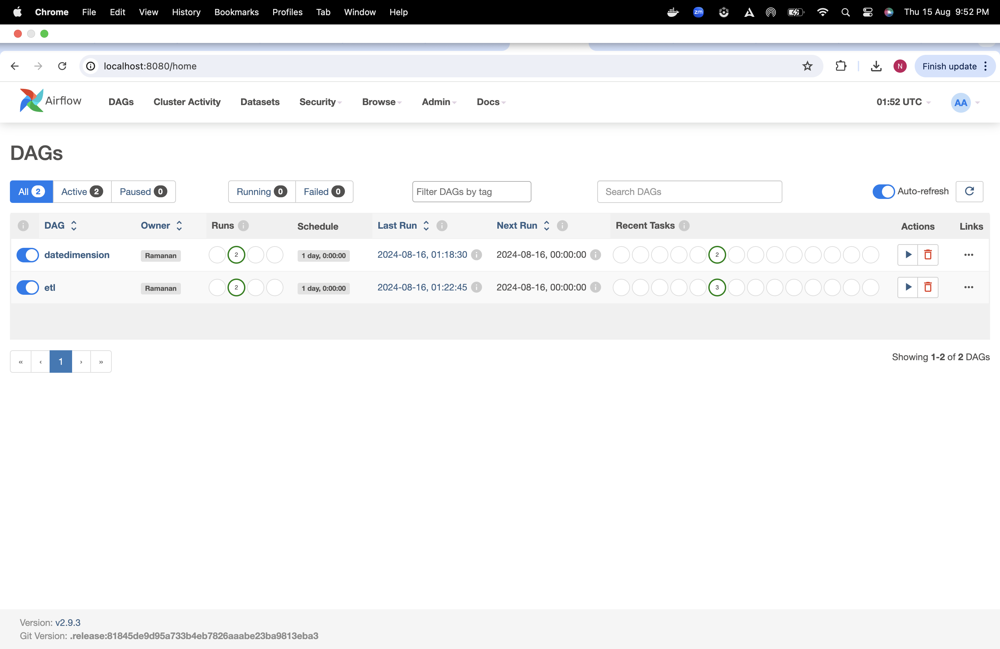 Chrome File Edit View History Bookmarks Profiles Tab Window Help zm Thu 15 Aug 9:52 PM
localhost:8080/home N Finish update
Airflow DAGs Cluster Activity Datasets Security Browse Admin Docs 01:52 UTC AA
DAGs
All 2 Active 2 Paused 0 Running 0 Failed 0 Filter DAGs by tag Search DAGs Auto-refresh
DAG Owner Runs Schedule Last Run Next Run Recent Tasks Actions Links
datedimension Ramanan 2 1 day, 0:00:00 2024-08-16, 01:18:30 2024-08-16, 00:00:00 2
etl Ramanan 2 1 day, 0:00:00 2024-08-16, 01:22:45 2024-08-16, 00:00:00 3
« ‹ 1 › » Showing 1-2 of 2 DAGs
Version: v2.9.3
Git Version: .release:81845de9d95a733b4eb7826aaabe23ba9813eba3